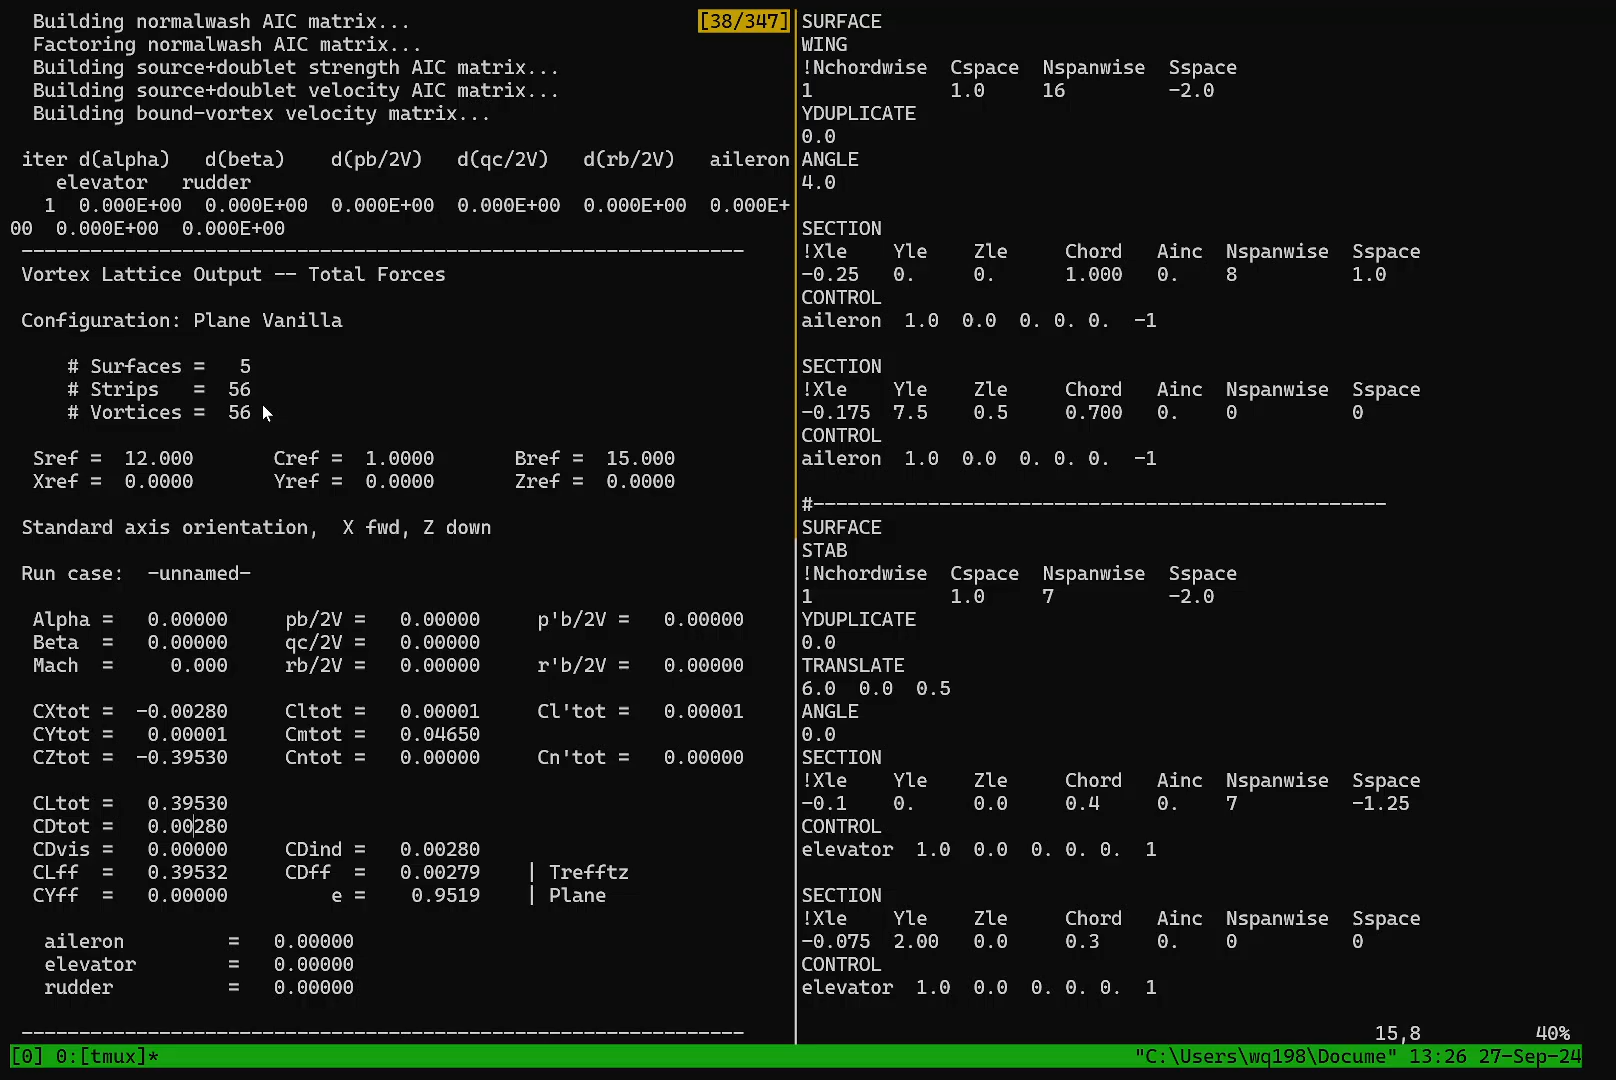 Building normalwash AIC matrix...
[38/347]
Factoring normalwash AIC matrix...
Building source+doublet strength AIC matrix...
Building source+doublet velocity AIC matrix...
Building bound-vortex velocity matrix...
iter d(alpha) d(beta) d(pb/2V) d(qc/2V) d(rb/2V) aileron
elevator rudder
1 0.000E+00 0.000E+00 0.000E+00 0.000E+00 0.000E+00 0.000E+
00 0.000E+00 0.000E+00
---------------------------------------------------------------
Vortex Lattice Output -- Total Forces
Configuration: Plane Vanilla
# Surfaces = 5
# Strips = 56
# Vortices = 56
Sref = 12.000 Cref = 1.0000 Bref = 15.000
Xref = 0.0000 Yref = 0.0000 Zref = 0.0000
Standard axis orientation, X fwd, Z down
Run case: -unnamed-
Alpha = 0.00000 pb/2V = 0.00000 p'b/2V = 0.00000
Beta = 0.00000 qc/2V = 0.00000
Mach = 0.000 rb/2V = 0.00000 r'b/2V = 0.00000
CXtot = -0.00280 Cltot = 0.00001 Cl'tot = 0.00001
CYtot = 0.00001 Cmtot = 0.04650
CZtot = -0.39530 Cntot = 0.00000 Cn'tot = 0.00000
CLtot = 0.39530
CDtot = 0.00280
CDvis = 0.00000 CDind = 0.00280
CLff = 0.39532 CDff = 0.00279 | Trefftz
CYff = 0.00000 e = 0.9519 | Plane
aileron = 0.00000
elevator = 0.00000
rudder = 0.00000
---------------------------------------------------------------
SURFACE
WING
!Nchordwise Cspace Nspanwise Sspace
1 1.0 16 -2.0
YDUPLICATE
0.0
ANGLE
4.0
SECTION
!Xle Yle Zle Chord Ainc Nspanwise Sspace
-0.25 0. 0. 1.000 0. 8 1.0
CONTROL
aileron 1.0 0.0 0. 0. 0. -1
SECTION
!Xle Yle Zle Chord Ainc Nspanwise Sspace
-0.175 7.5 0.5 0.700 0. 0 0
CONTROL
aileron 1.0 0.0 0. 0. 0. -1
#--------------------------------------------------
SURFACE
STAB
!Nchordwise Cspace Nspanwise Sspace
1 1.0 7 -2.0
YDUPLICATE
0.0
TRANSLATE
6.0 0.0 0.5
ANGLE
0.0
SECTION
!Xle Yle Zle Chord Ainc Nspanwise Sspace
-0.1 0. 0.0 0.4 0. 7 -1.25
CONTROL
elevator 1.0 0.0 0. 0. 0. 1
SECTION
!Xle Yle Zle Chord Ainc Nspanwise Sspace
-0.075 2.00 0.0 0.3 0. 0 0
CONTROL
elevator 1.0 0.0 0. 0. 0. 1
15,8 40%
[0] 0:[tmux]* "C:\Users\wq198\Docume" 13:26 27-Sep-24